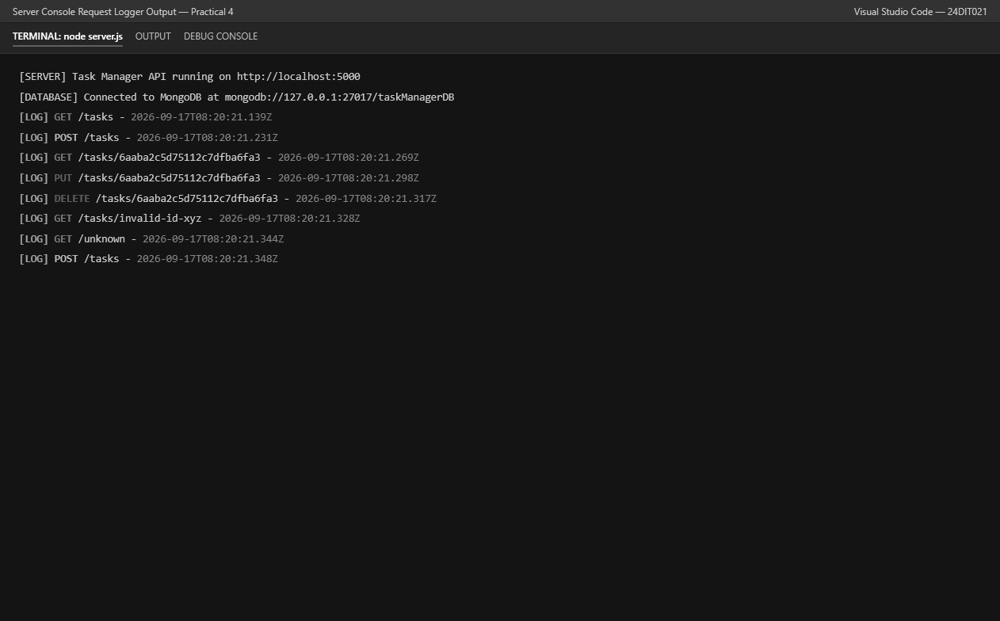 Server Console Request Logger Output — Practical 4
Visual Studio Code — 24DIT021
TERMINAL: node server.js OUTPUT DEBUG CONSOLE
[SERVER] Task Manager API running on http://localhost:5000
[DATABASE] Connected to MongoDB at mongodb://127.0.0.1:27017/taskManagerDB
[LOG] GET /tasks - 2026-09-17T08:20:21.139Z
[LOG] POST /tasks - 2026-09-17T08:20:21.231Z
[LOG] GET /tasks/6aaba2c5d75112c7dfba6fa3 - 2026-09-17T08:20:21.269Z
[LOG] PUT /tasks/6aaba2c5d75112c7dfba6fa3 - 2026-09-17T08:20:21.298Z
[LOG] DELETE /tasks/6aaba2c5d75112c7dfba6fa3 - 2026-09-17T08:20:21.317Z
[LOG] GET /tasks/invalid-id-xyz - 2026-09-17T08:20:21.328Z
[LOG] GET /unknown - 2026-09-17T08:20:21.344Z
[LOG] POST /tasks - 2026-09-17T08:20:21.348Z